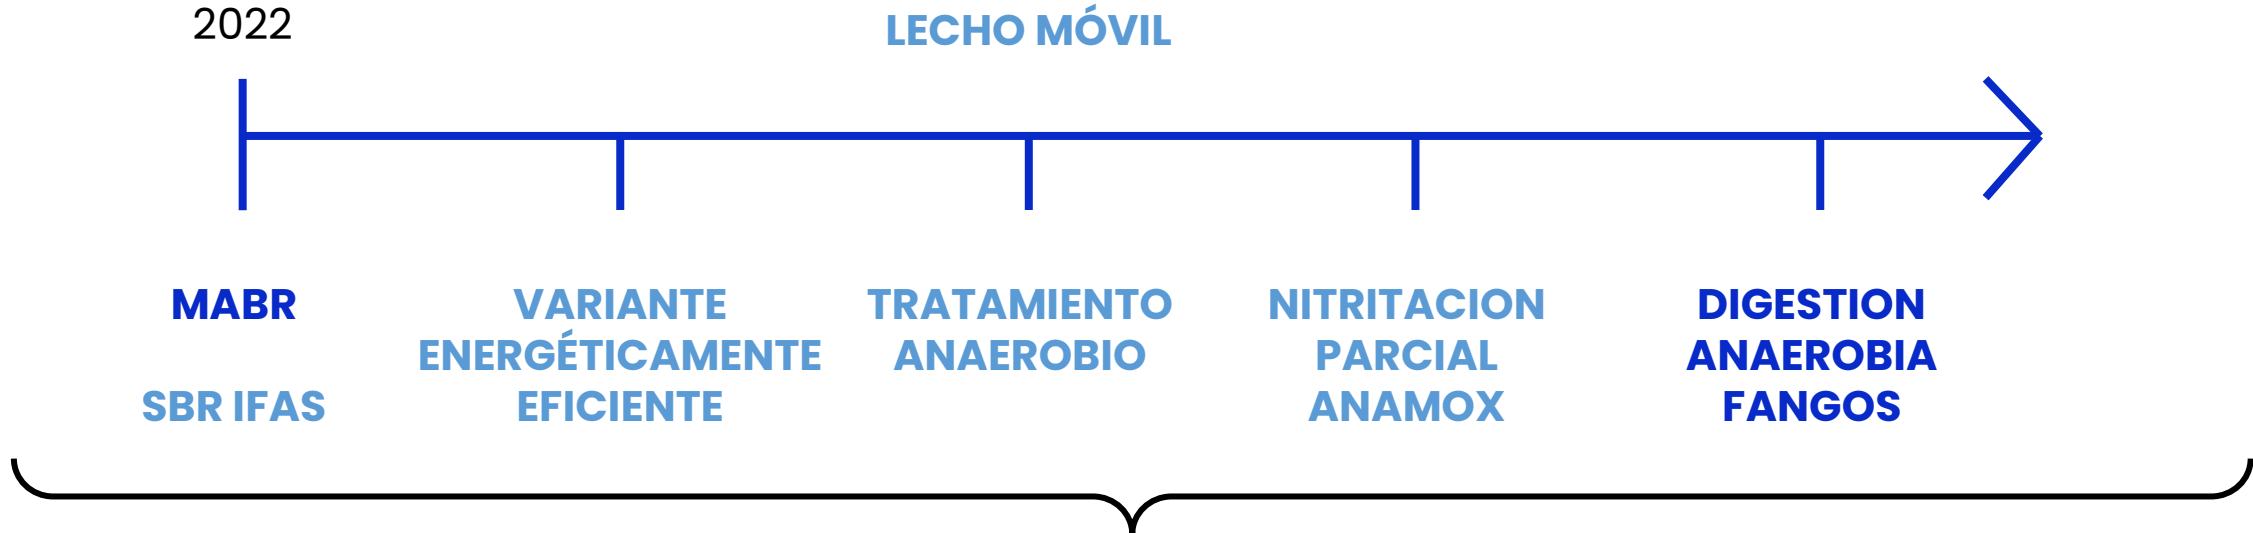 2022
LECHO MÓVIL
MABR
SBR IFAS
VARIANTE
ENERGÉTICAMENTE
EFICIENTE
TRATAMIENTO
ANAEROBIO
NITRITACION
PARCIAL
ANAMOX
DIGESTION
ANAEROBIA
FANGOS